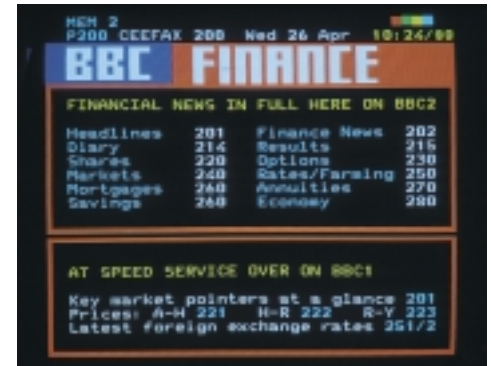 MEM 2
P200 CEEFAX 200 Wed 26 Apr 10:24/00
BBC FINANCE
FINANCIAL NEWS IN FULL HERE ON BBC2
Headlines 201 Finance News 202
Diary 214 Results 215
Shares 220 Options 230
Markets 240 Rates/Farming 250
Mortgages 260 Annuities 270
Savings 260 Economy 280
AT SPEED SERVICE OVER ON BBC1
Key market pointers at a glance 201
Prices: A-H 221 H-R 222 R-Y 223
Latest foreign exchange rates 251/2